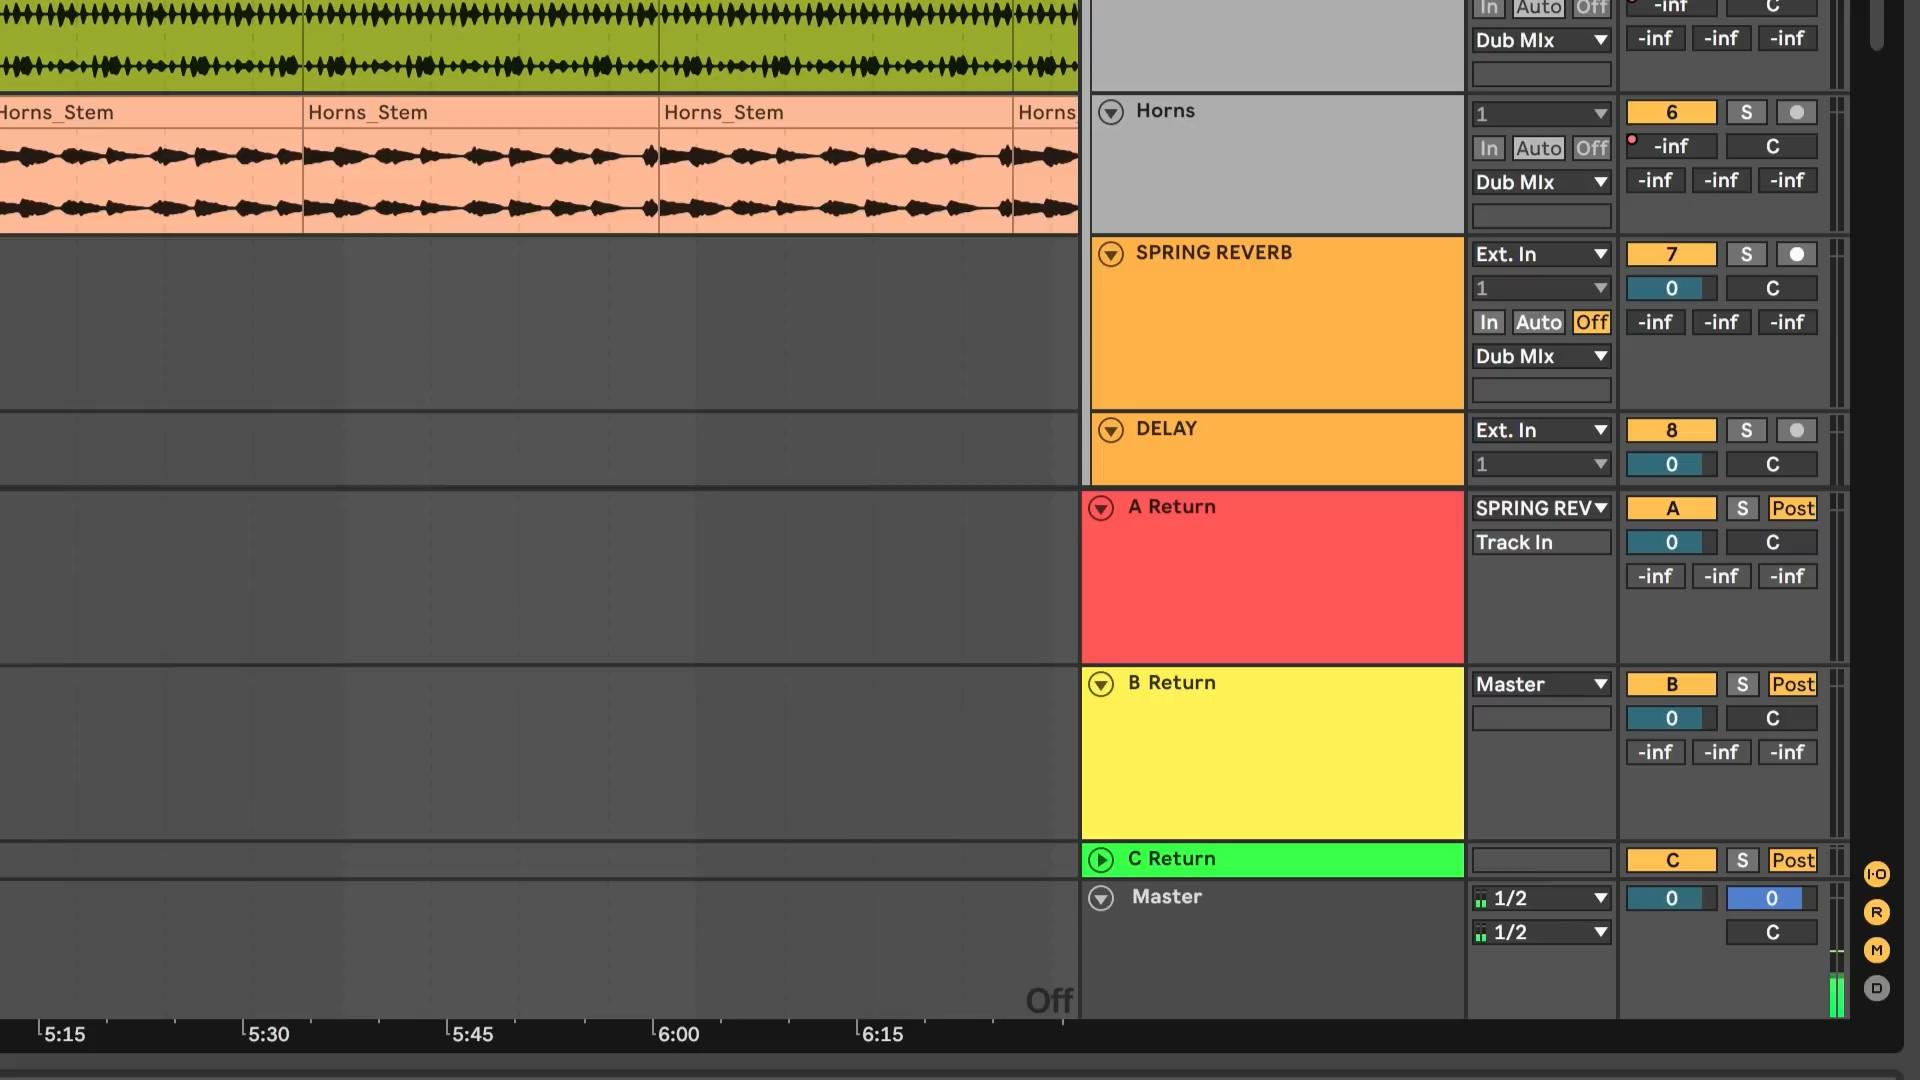 In Auto Off -inf C
Dub MIx -inf -inf -inf
Horns_Stem Horns_Stem Horns_Stem Horns Horns 1 6 S
In Auto Off -inf C
Dub MIx -inf -inf -inf
SPRING REVERB Ext. In 7 S
1 0 C
In Auto Off -inf -inf -inf
Dub MIx
DELAY Ext. In 8 S
1 0 C
A Return SPRING REV A S Post
Track In 0 C
-inf -inf -inf
B Return Master B S Post
0 C
-inf -inf -inf
C Return C S Post
I·O
Master 1/2 0 0
R
1/2 C
M
D
Off
5:15 5:30 5:45 6:00 6:15